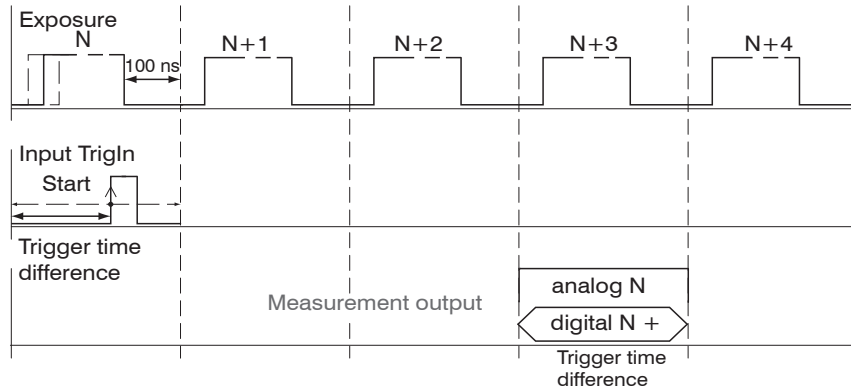 Exposure
N
N+1
N+2
N+3
N+4
100 ns
Input TrigIn
Start
Trigger time
difference
Measurement output
analog N
digital N +
Trigger time
difference